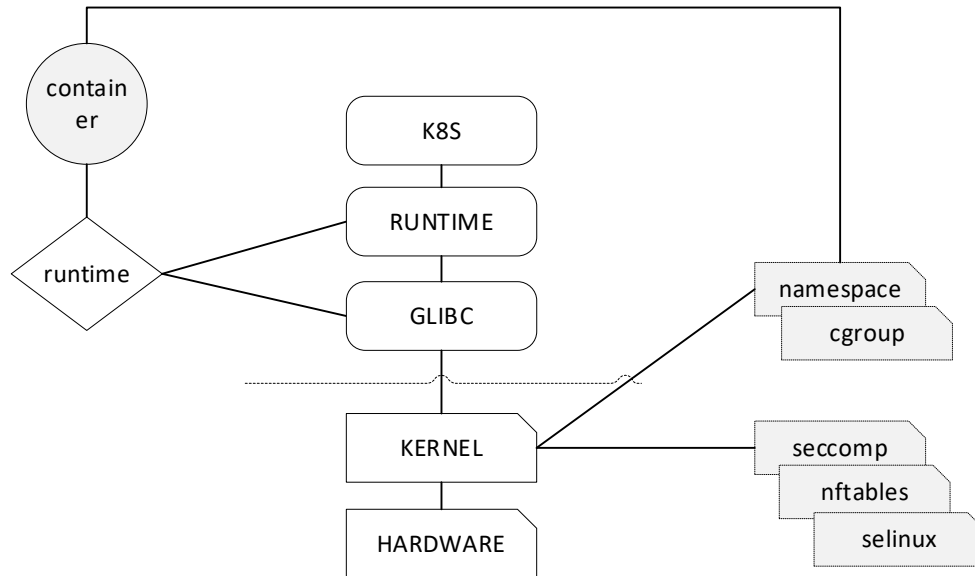 contain
er
K8S
RUNTIME
runtime
GLIBC
namespace
cgroup
KERNEL
seccomp
nftables
selinux
HARDWARE